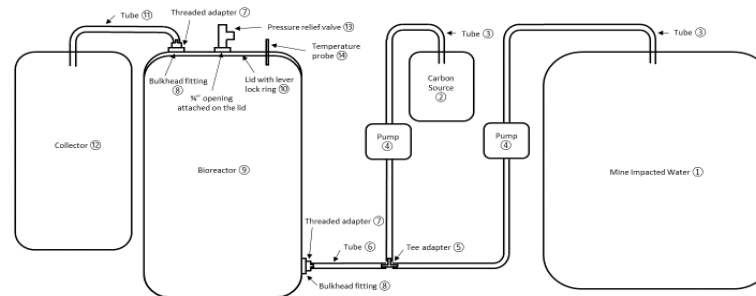 Tube ⑪
Threaded adapter ⑦
Pressure relief valve ⑬
Temperature
probe ⑭
Bulkhead fitting
⑧
¾” opening
attached on the lid
Lid with lever
lock ring ⑩
Collector ⑫
Bioreactor ⑨
Tube ③
Carbon
Source
②
Pump
④
Tube ③
Pump
④
Mine Impacted Water ①
Threaded adapter ⑦
Tube ⑥
Tee adapter ⑤
Bulkhead fitting ⑧